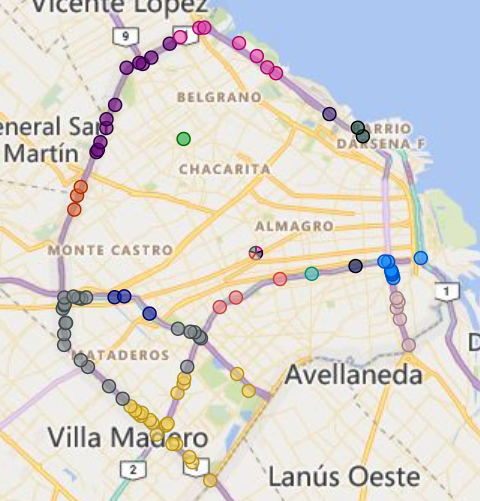 Vicente López
9
BELGRANO
eneral San
Martín
BARRIO
DARSENA F
CHACARITA
ALMAGRO
MONTE CASTRO
1
MATADEROS
Avellaneda
Villa Madero
2
Lanús Oeste